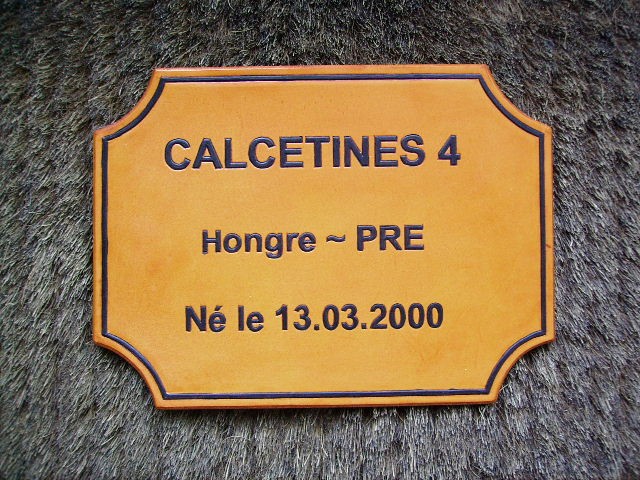 CALCETINES 4
Hongre ~ PRE
Né le 13.03.2000